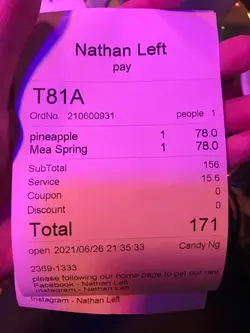 Nathan Left
pay
T81A
OrdNo. 210600931 people 1
pineapple 1 78.0
Mea Spring 1 78.0
SubTotal 156
Service 15.6
Coupon 0
Discount 0
Total 171
open 2021/06/26 21:35:33 Candy Ng
2369-1333
please following our home page to get our
Facebook - Nathan Left
Instagram - Nathan Left
Instagram - Nathan Left